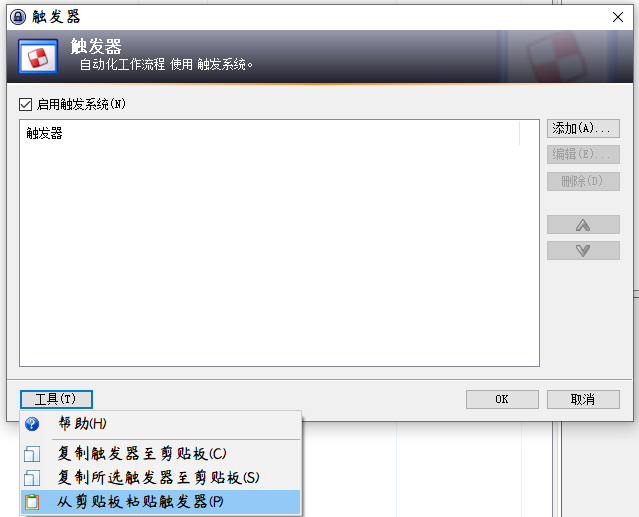 触发器
触发器
自动化工作流程 使用 触发系统。
启用触发系统(N)
触发器
添加(A)...
编辑(E)...
删除(D)
工具(T)
OK
取消
帮助(H)
复制触发器至剪贴板(C)
复制所选触发器至剪贴板(S)
从剪贴板粘贴触发器(P)